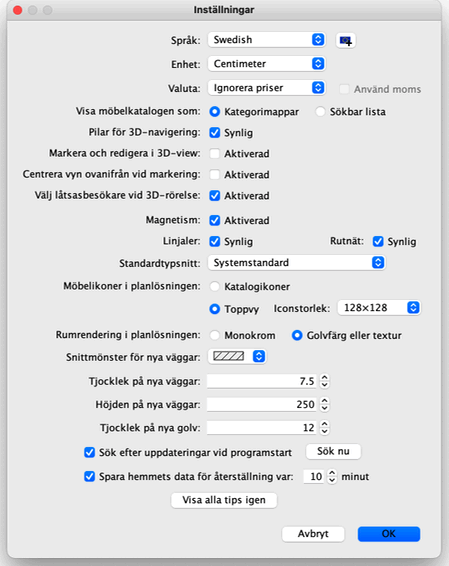 Inställningar
Språk: Swedish
Enhet: Centimeter
Valuta: Ignorera priser Använd moms
Visa möbelkatalogen som: Kategorimappar Sökbar lista
Pilar för 3D-navigering: Synlig
Markera och redigera i 3D-view: Aktiverad
Centrera vyn ovanifrån vid markering: Aktiverad
Välj låtsasbesökare vid 3D-rörelse: Aktiverad
Magnetism: Aktiverad
Linjaler: Synlig Rutnät: Synlig
Standardtypsnitt: Systemstandard
Möbelikoner i planlösningen: Katalogikoner
Toppvy Iconstorlek: 128×128
Rumrendering i planlösningen: Monokrom Golvfärg eller textur
Snittmönster för nya väggar:
Tjocklek på nya väggar: 7.5
Höjden på nya väggar: 250
Tjocklek på nya golv: 12
Sök efter uppdateringar vid programstart Sök nu
Spara hemmets data för återställning var: 10 minut
Visa alla tips igen
Avbryt OK